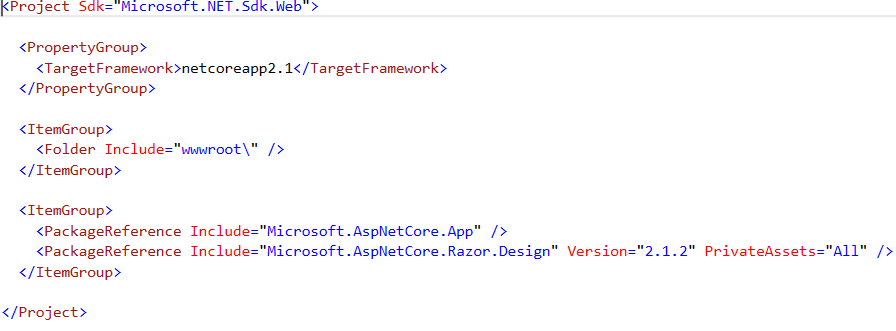 <Project Sdk="Microsoft.NET.Sdk.Web">
<PropertyGroup>
<TargetFramework>netcoreapp2.1</TargetFramework>
</PropertyGroup>
<ItemGroup>
<Folder Include="wwwroot\" />
</ItemGroup>
<ItemGroup>
<PackageReference Include="Microsoft.AspNetCore.App" />
<PackageReference Include="Microsoft.AspNetCore.Razor.Design" Version="2.1.2" PrivateAssets="All" />
</ItemGroup>
</Project>